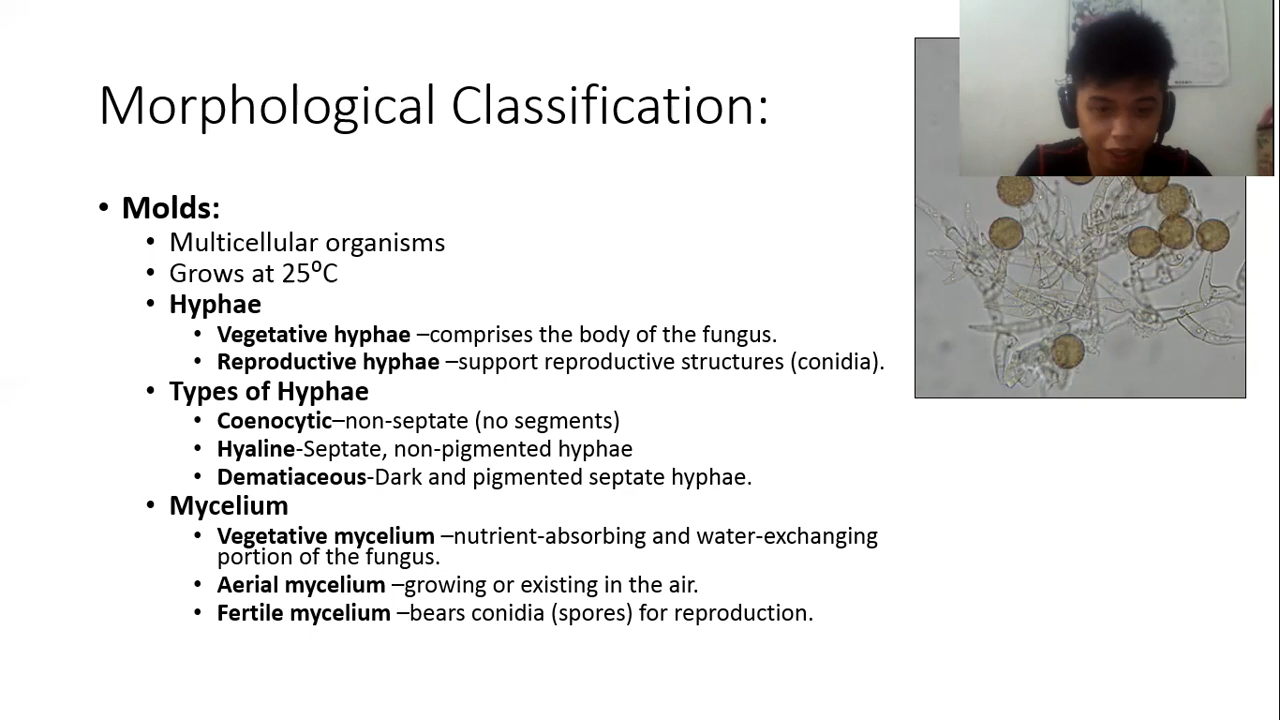 Morphological Classification:
• Molds:
• Multicellular organisms
• Grows at 25⁰C
• Hyphae
• Vegetative hyphae –comprises the body of the fungus.
• Reproductive hyphae –support reproductive structures (conidia).
• Types of Hyphae
• Coenocytic–non-septate (no segments)
• Hyaline-Septate, non-pigmented hyphae
• Dematiaceous-Dark and pigmented septate hyphae.
• Mycelium
• Vegetative mycelium –nutrient-absorbing and water-exchanging
portion of the fungus.
• Aerial mycelium –growing or existing in the air.
• Fertile mycelium –bears conidia (spores) for reproduction.